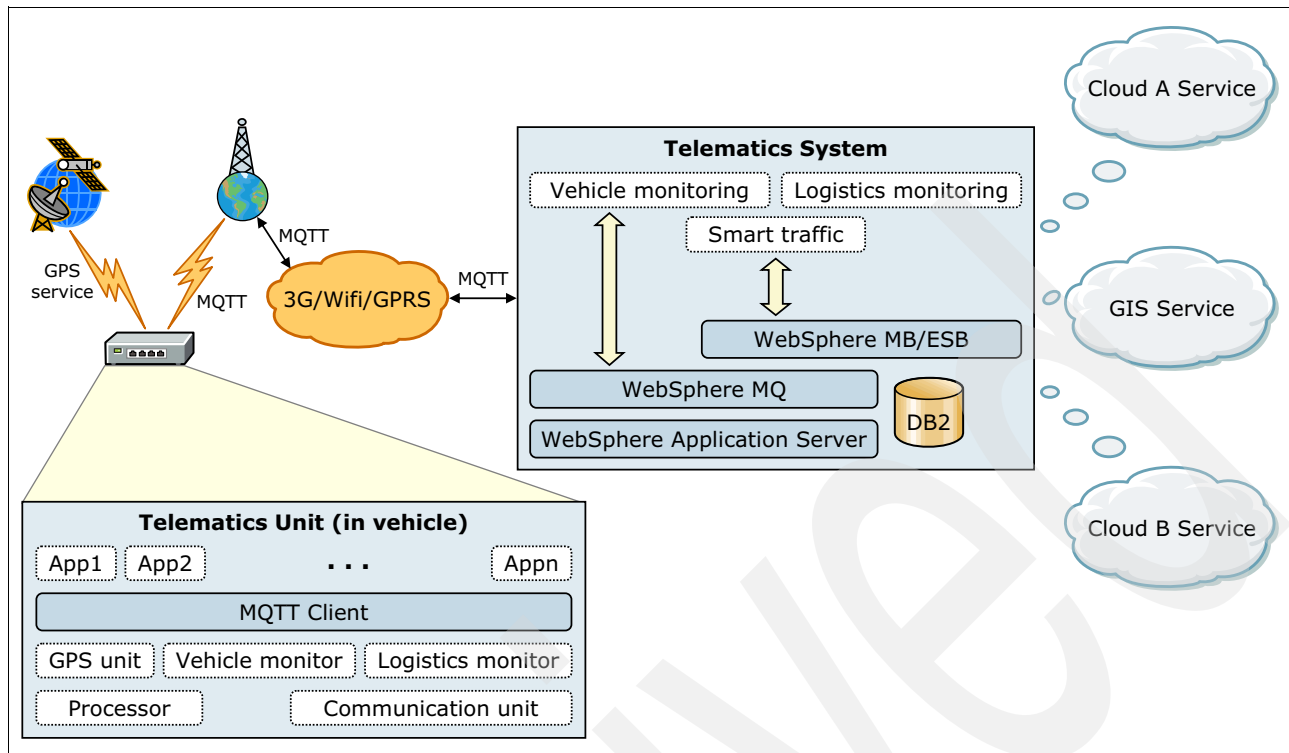 Cloud A Service
Telematics System
Vehicle monitoring
Logistics monitoring
Smart traffic
MQTT
GPS
service
MQTT
3G/Wifi/GPRS
MQTT
GIS Service
WebSphere MB/ESB
WebSphere MQ
DB2
WebSphere Application Server
Telematics Unit (in vehicle)
App1
App2
. . .
Appn
MQTT Client
GPS unit
Vehicle monitor
Logistics monitor
Processor
Communication unit
Cloud B Service